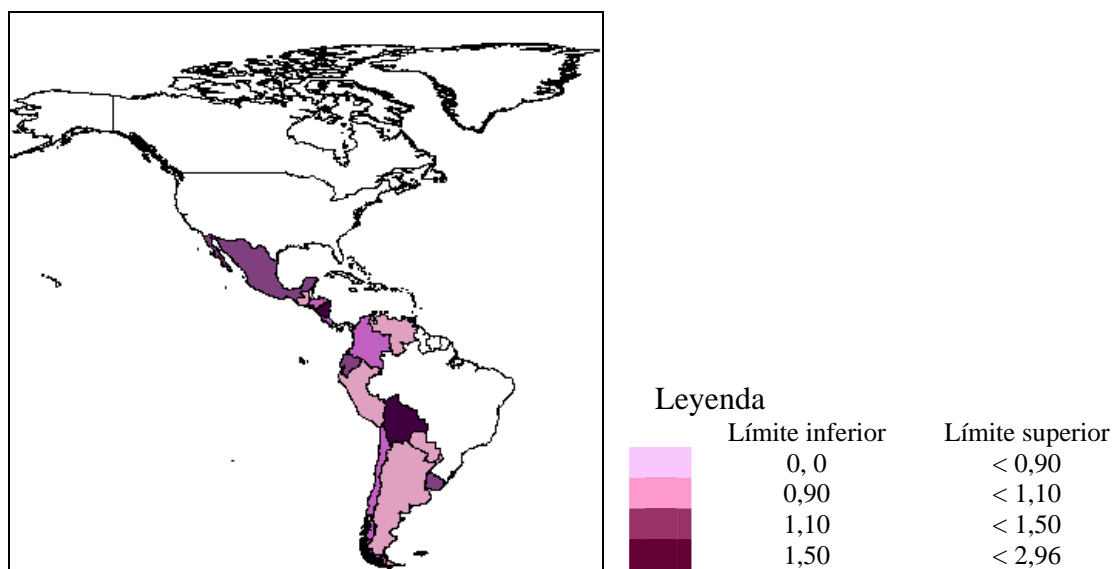 Leyenda
Límite inferior Límite superior
0, 0 < 0,90
0,90 < 1,10
1,10 < 1,50
1,50 < 2,96